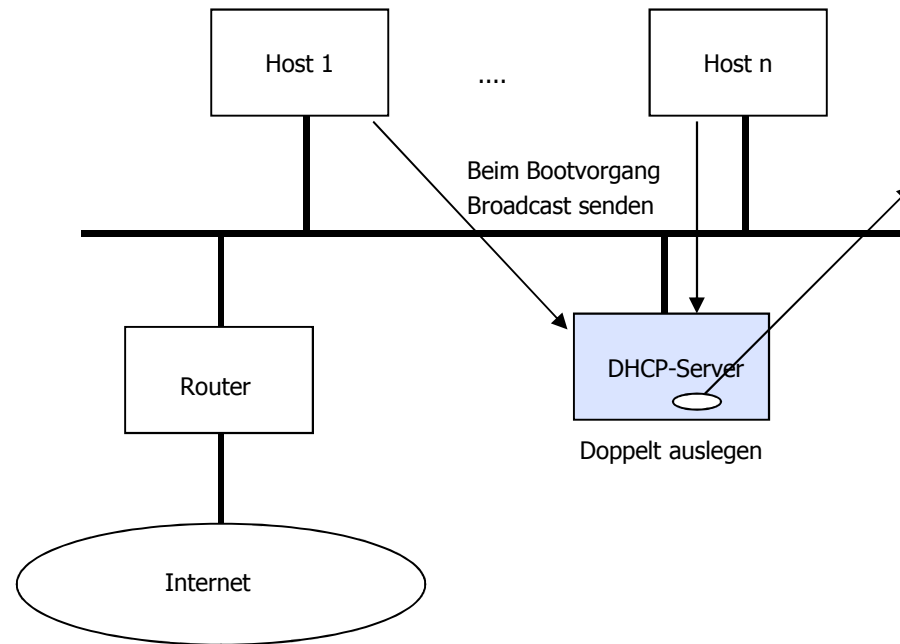 Host 1
....
Host n
Beim Bootvorgang
Broadcast senden
DHCP-Server
Router
Doppelt auslegen
Internet